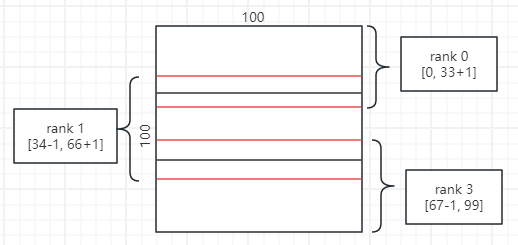 100
rank 0
[0, 33+1]
rank 1
[34-1, 66+1]
100
rank 3
[67-1, 99]